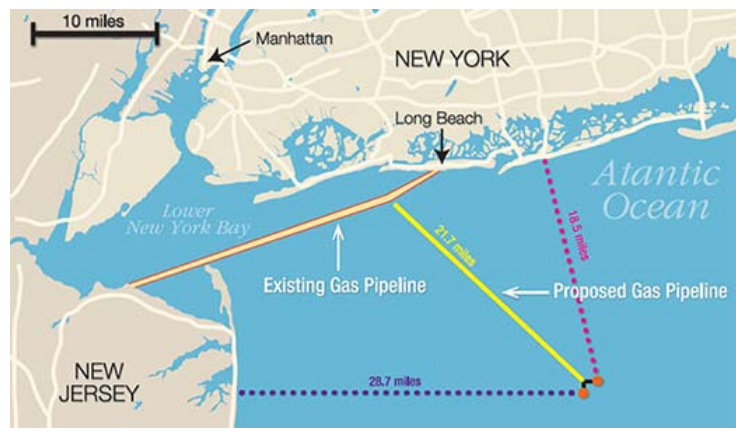 10 miles
Manhattan
NEW YORK
Long Beach
Atantic
Ocean
Lower
New York Bay
18.5 miles
21.7 miles
Existing Gas Pipeline
Proposed Gas Pipeline
NEW
JERSEY
28.7 miles